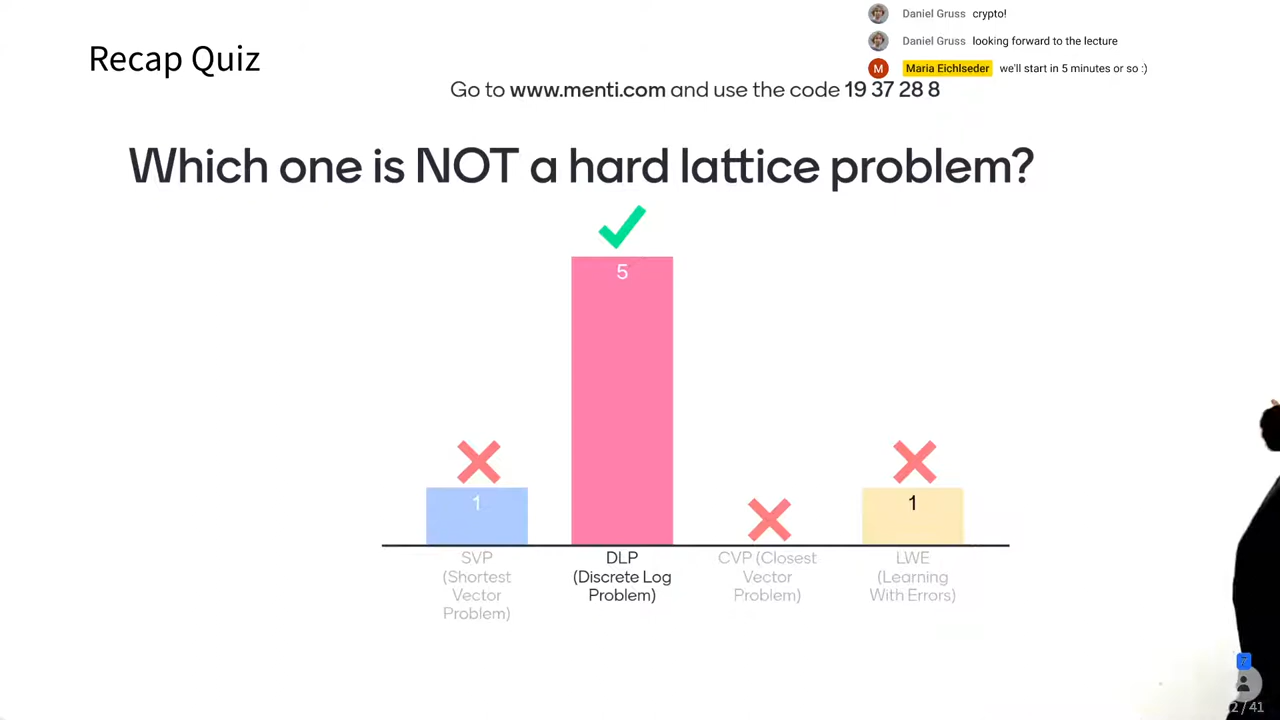 Recap Quiz
Daniel Gruss crypto!
Daniel Gruss looking forward to the lecture
M Maria Eichlseder we'll start in 5 minutes or so :)
Go to www.menti.com and use the code 19 37 28 8
Which one is NOT a hard lattice problem?
5
1
1
SVP
(Shortest
Vector
Problem)
DLP
(Discrete Log
Problem)
CVP (Closest
Vector
Problem)
LWE
(Learning
With Errors)
7
2/41